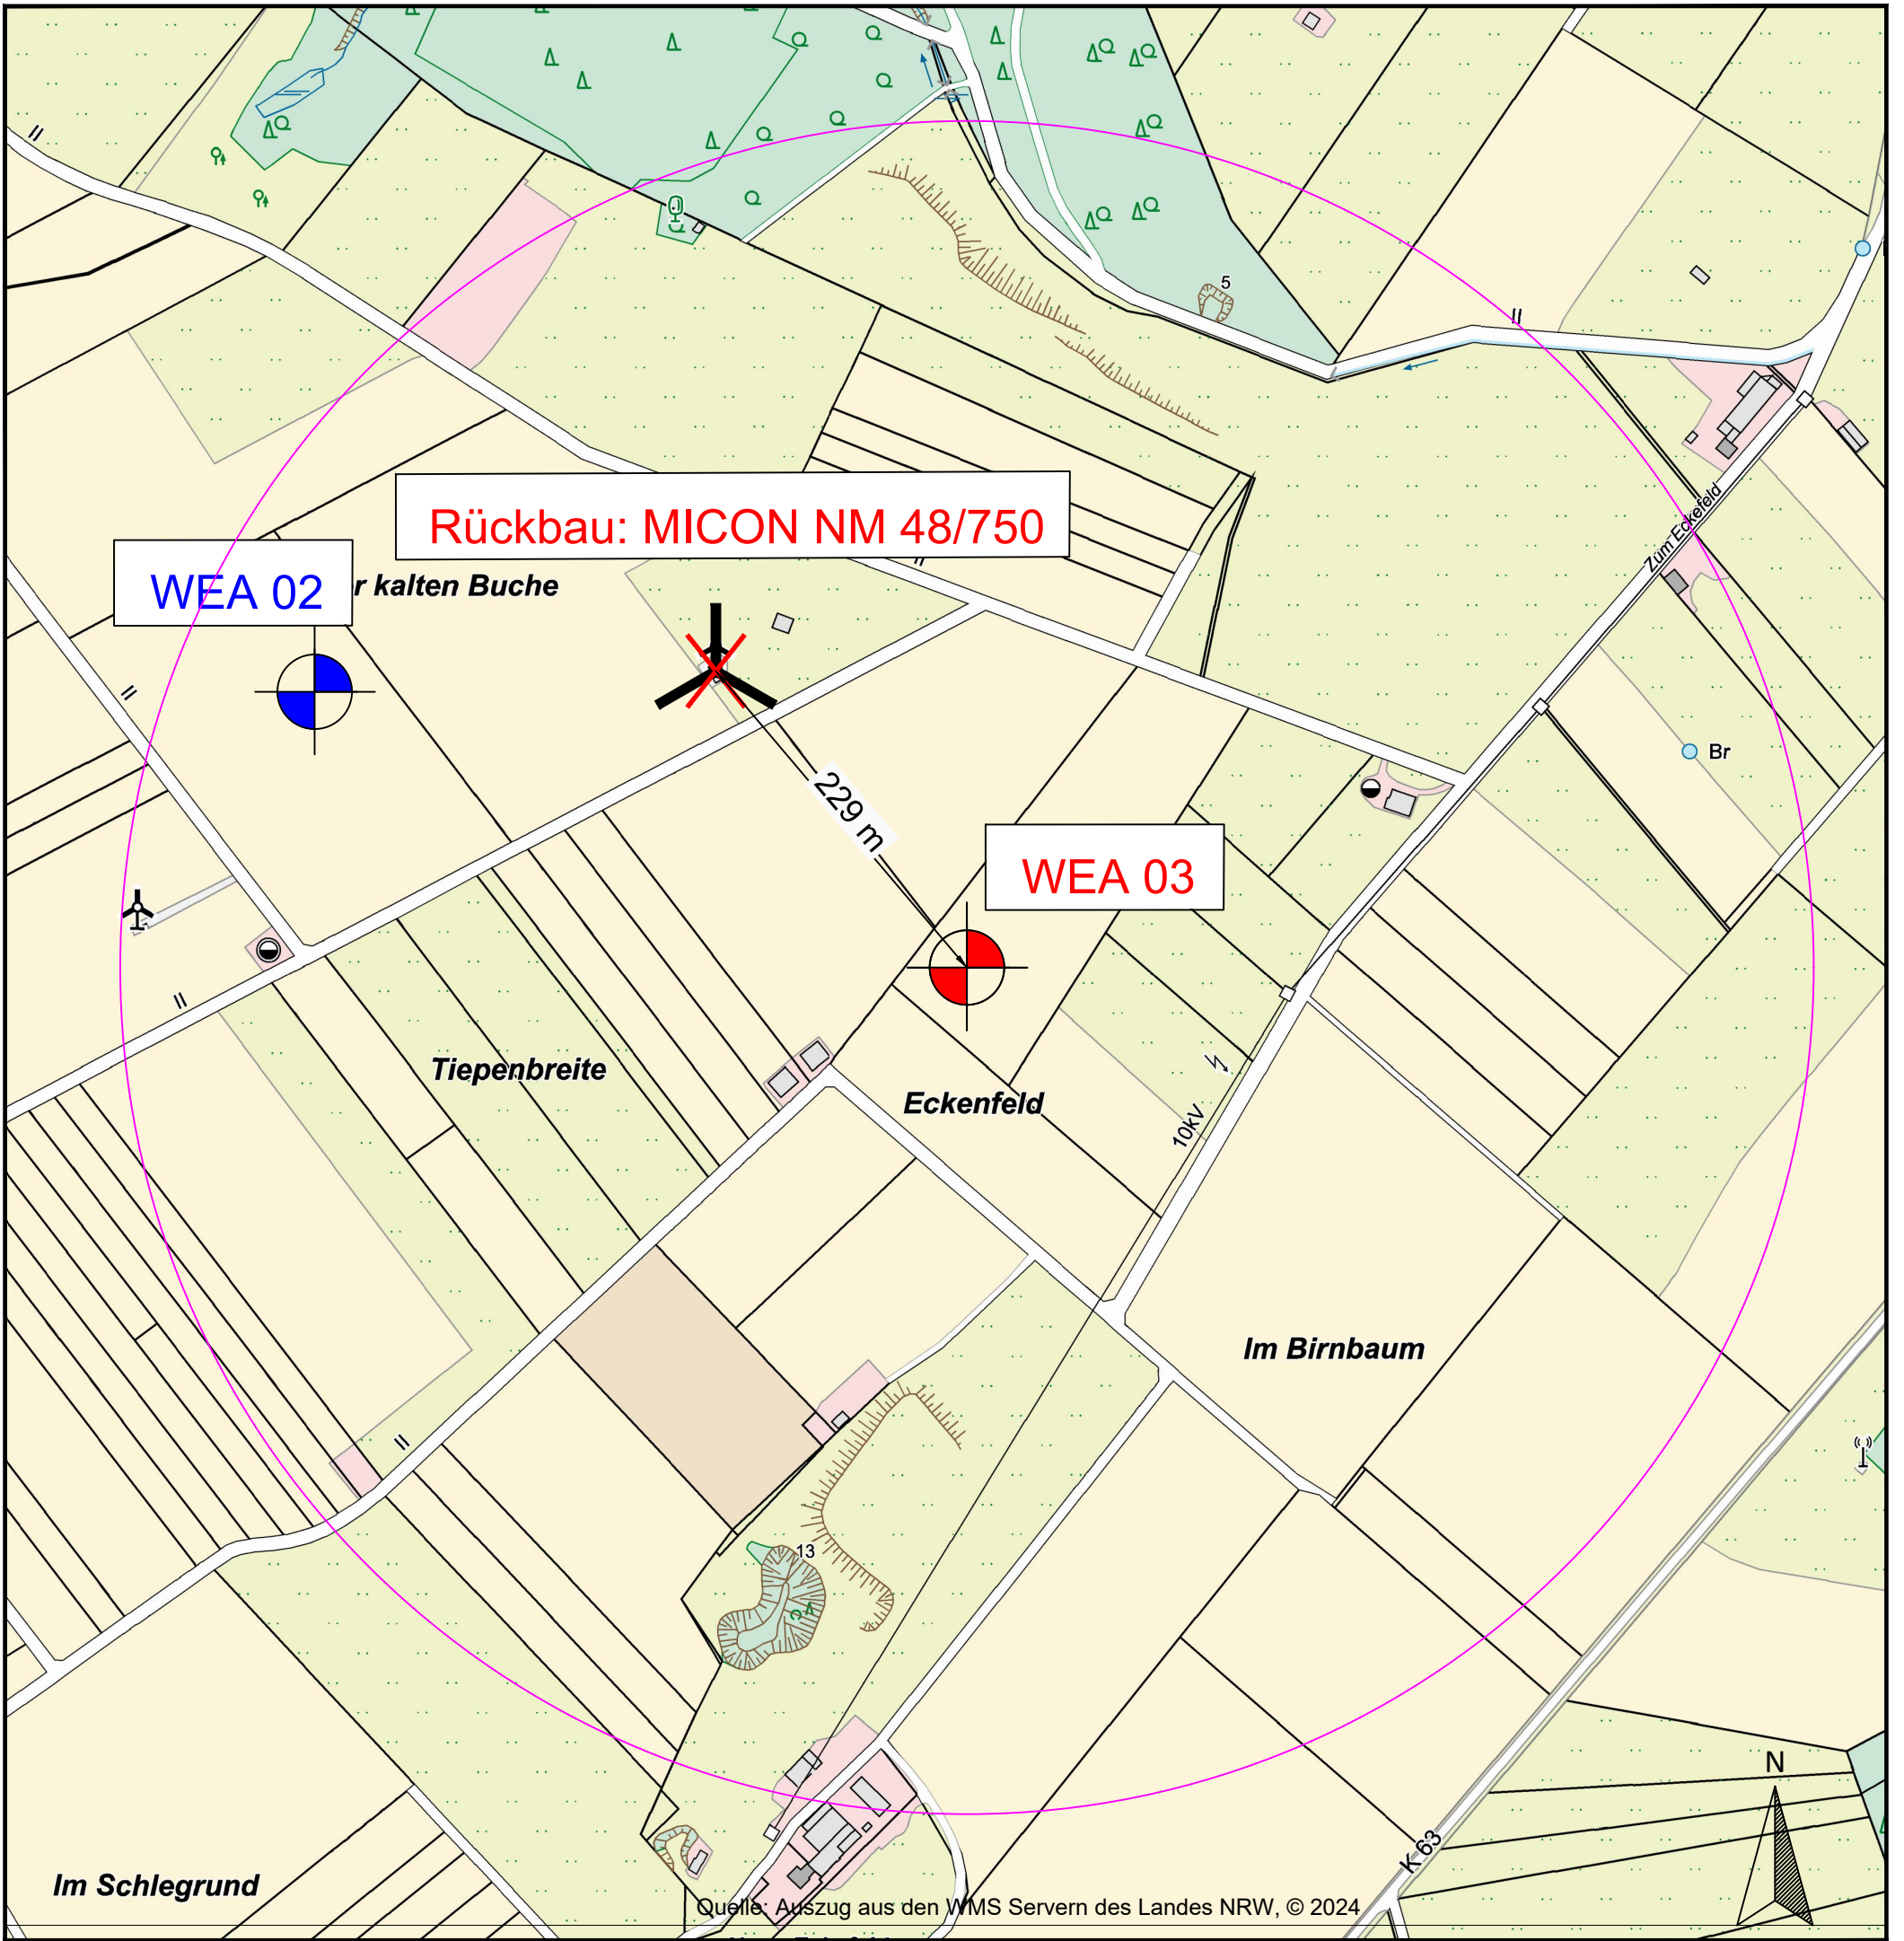 5
Rückbau: MICON NM 48/750
Zum Eckefeld
WEA 02
r kalten Buche
Br
229 m
WEA 03
Tiepenbreite
Eckenfeld
10kV
Im Birnbaum
13
N
K 63
Im Schlegrund
Quelle: Auszug aus den WMS Servern des Landes NRW, © 2024